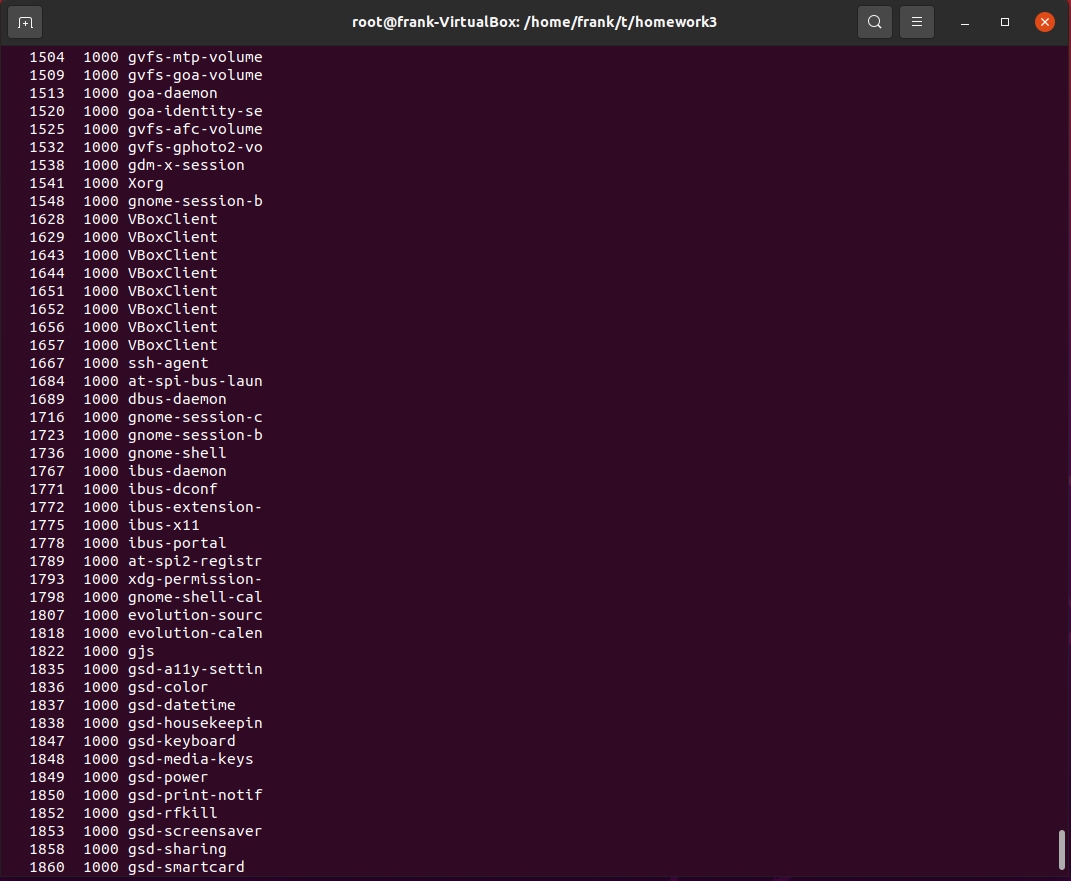 root@frank-VirtualBox: /home/frank/t/homework3
1504 1000 gvfs-mtp-volume
1509 1000 gvfs-goa-volume
1513 1000 goa-daemon
1520 1000 goa-identity-se
1525 1000 gvfs-afc-volume
1532 1000 gvfs-gphoto2-vo
1538 1000 gdm-x-session
1541 1000 Xorg
1548 1000 gnome-session-b
1628 1000 VBoxClient
1629 1000 VBoxClient
1643 1000 VBoxClient
1644 1000 VBoxClient
1651 1000 VBoxClient
1652 1000 VBoxClient
1656 1000 VBoxClient
1657 1000 VBoxClient
1667 1000 ssh-agent
1684 1000 at-spi-bus-laun
1689 1000 dbus-daemon
1716 1000 gnome-session-c
1723 1000 gnome-session-b
1736 1000 gnome-shell
1767 1000 ibus-daemon
1771 1000 ibus-dconf
1772 1000 ibus-extension-
1775 1000 ibus-x11
1778 1000 ibus-portal
1789 1000 at-spi2-registr
1793 1000 xdg-permission-
1798 1000 gnome-shell-cal
1807 1000 evolution-sourc
1818 1000 evolution-calen
1822 1000 gjs
1835 1000 gsd-a11y-settin
1836 1000 gsd-color
1837 1000 gsd-datetime
1838 1000 gsd-housekeepin
1847 1000 gsd-keyboard
1848 1000 gsd-media-keys
1849 1000 gsd-power
1850 1000 gsd-print-notif
1852 1000 gsd-rfkill
1853 1000 gsd-screensaver
1858 1000 gsd-sharing
1860 1000 gsd-smartcard